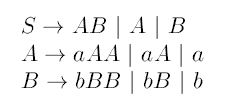 S → AB | A | B
A → aAA | aA | a
B → bBB | bB | b